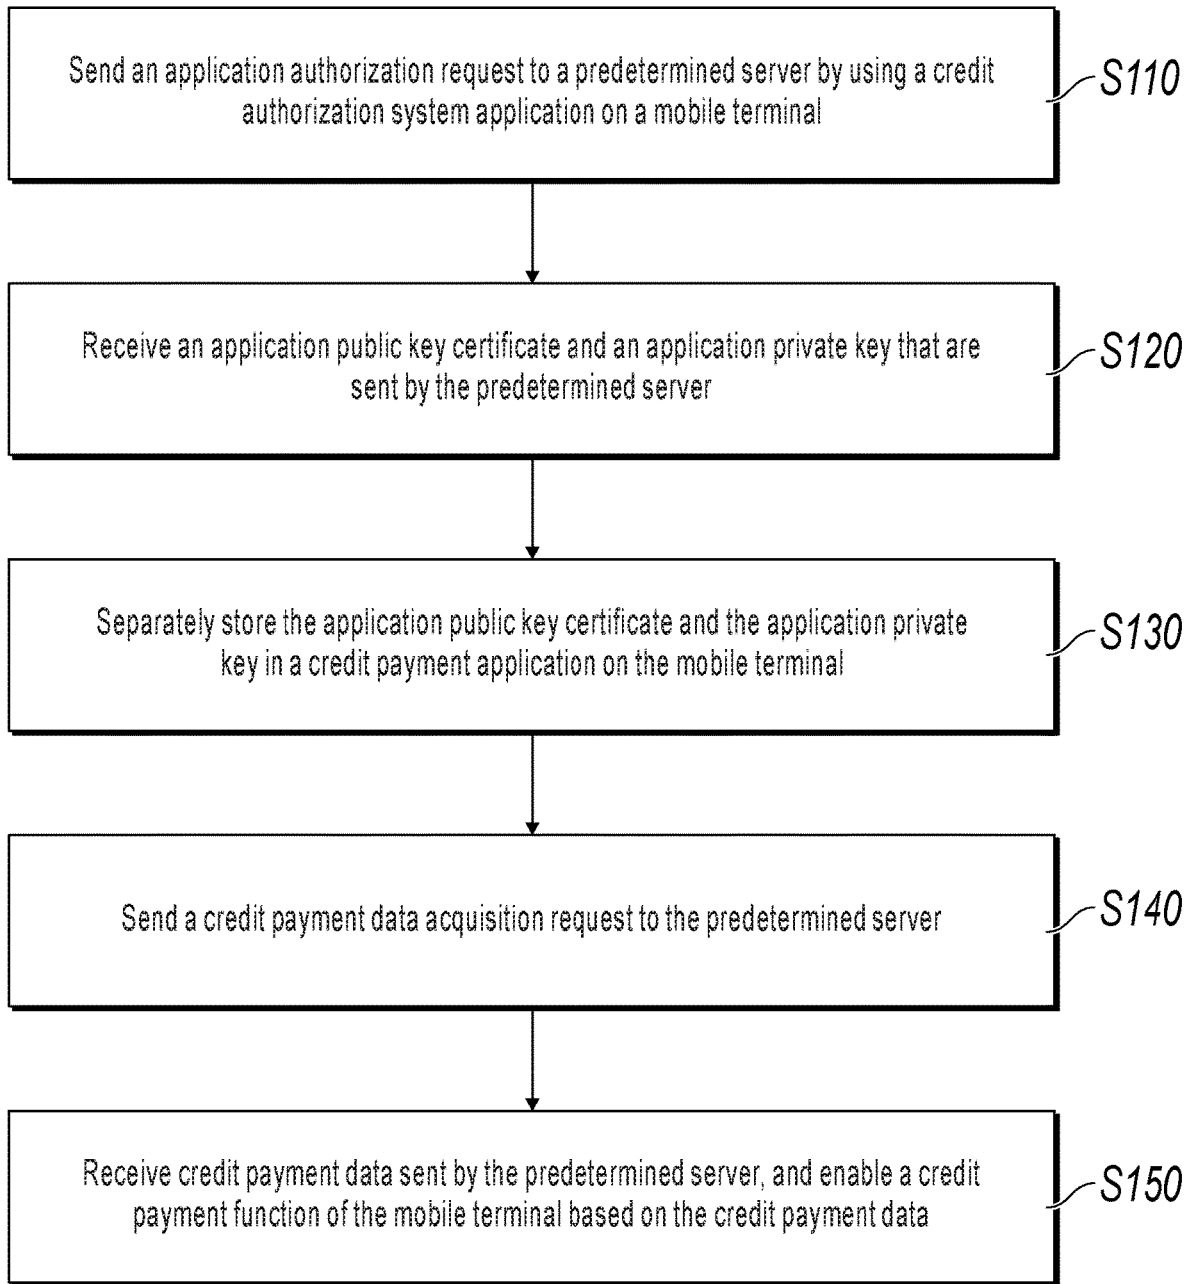 Send an application authorization request to a predetermined server by using a credit
authorization system application on a mobile terminal
S110
Receive an application public key certificate and an application private key that are
sent by the predetermined server
S120
Separately store the application public key certificate and the application private
key in a credit payment application on the mobile terminal
S130
Send a credit payment data acquisition request to the predetermined server
S140
Receive credit payment data sent by the predetermined server, and enable a credit
payment function of the mobile terminal based on the credit payment data
S150